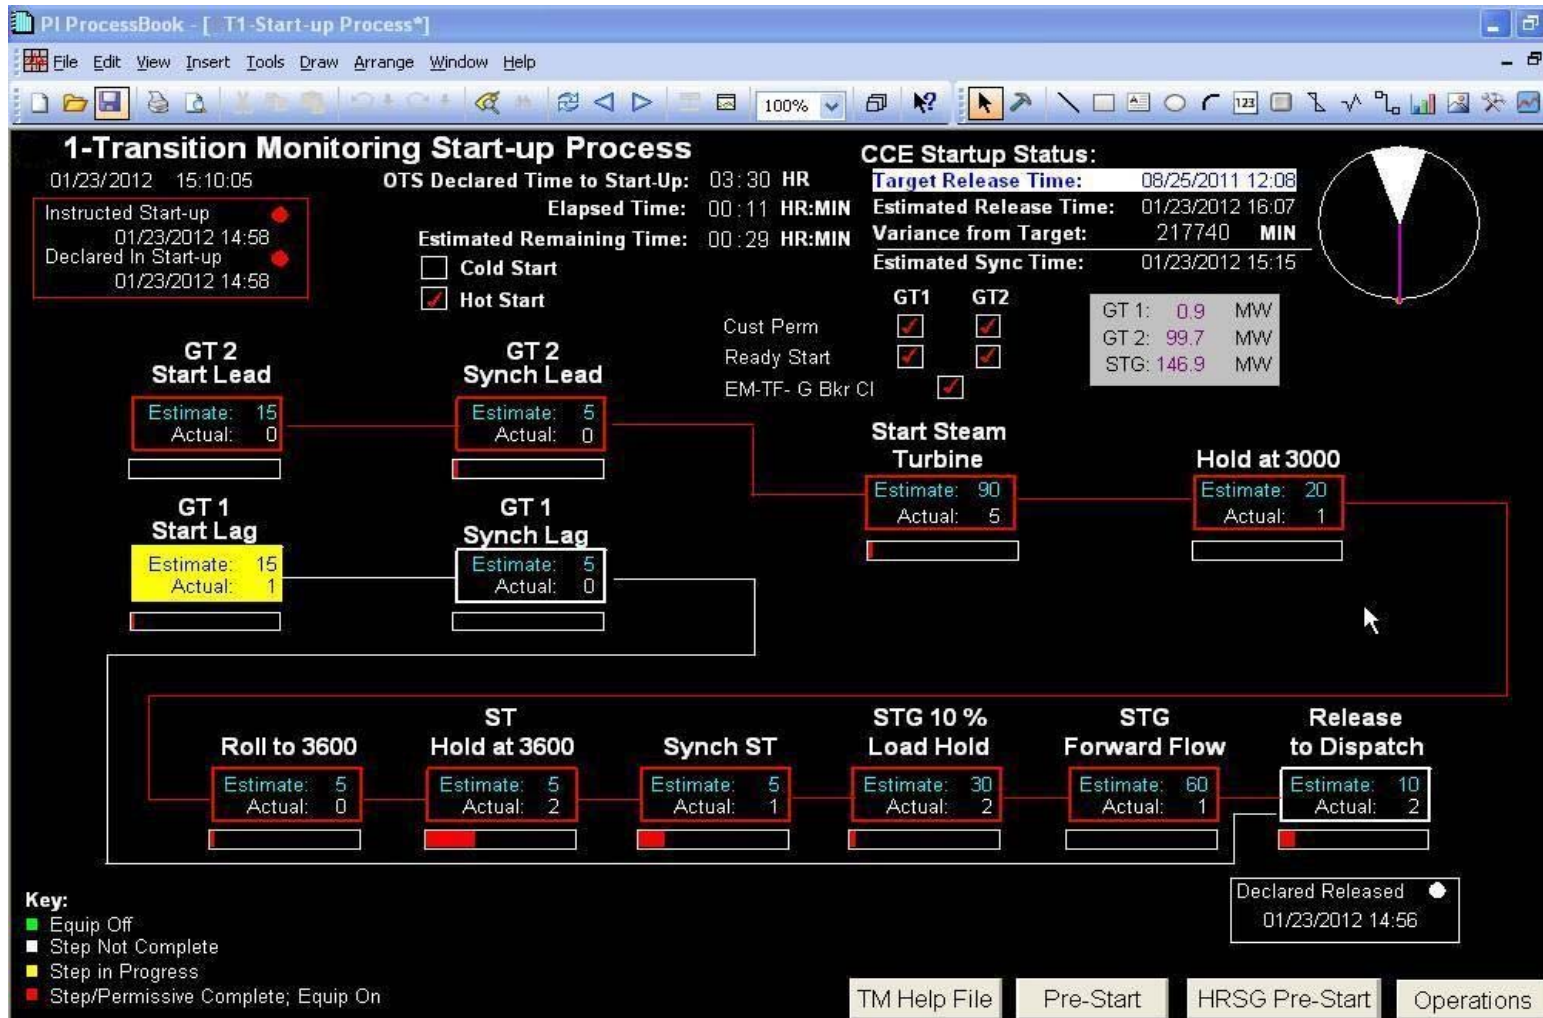 PI ProcessBook - [_T1-Start-up Process*]
File Edit View Insert Tools Draw Arrange Window Help
100%
123
1-Transition Monitoring Start-up Process
01/23/2012 15:10:05
Instructed Start-up
01/23/2012 14:58
Declared In Start-up
01/23/2012 14:58
OTS Declared Time to Start-Up: 03:30 HR
Elapsed Time: 00:11 HR:MIN
Estimated Remaining Time: 00:29 HR:MIN
Cold Start
Hot Start
CCE Startup Status:
Target Release Time: 08/25/2011 12:08
Estimated Release Time: 01/23/2012 16:07
Variance from Target: 217740 MIN
Estimated Sync Time: 01/23/2012 15:15
GT1 GT2
Cust Perm
Ready Start
EM-TF- G Bkr Cl
GT 1: 0.9 MW
GT 2: 99.7 MW
STG: 146.9 MW
GT 2
Start Lead
Estimate: 15
Actual: 0
GT 2
Synch Lead
Estimate: 5
Actual: 0
Start Steam
Turbine
Estimate: 90
Actual: 5
Hold at 3000
Estimate: 20
Actual: 1
GT 1
Start Lag
Estimate: 15
Actual: 1
GT 1
Synch Lag
Estimate: 5
Actual: 0
Roll to 3600
Estimate: 5
Actual: 0
ST
Hold at 3600
Estimate: 5
Actual: 2
Synch ST
Estimate: 5
Actual: 1
STG 10 %
Load Hold
Estimate: 30
Actual: 2
STG
Forward Flow
Estimate: 60
Actual: 1
Release
to Dispatch
Estimate: 10
Actual: 2
Declared Released
01/23/2012 14:56
Key:
Equip Off
Step Not Complete
Step in Progress
Step/Permissive Complete; Equip On
TM Help File
Pre-Start
HRSG Pre-Start
Operations